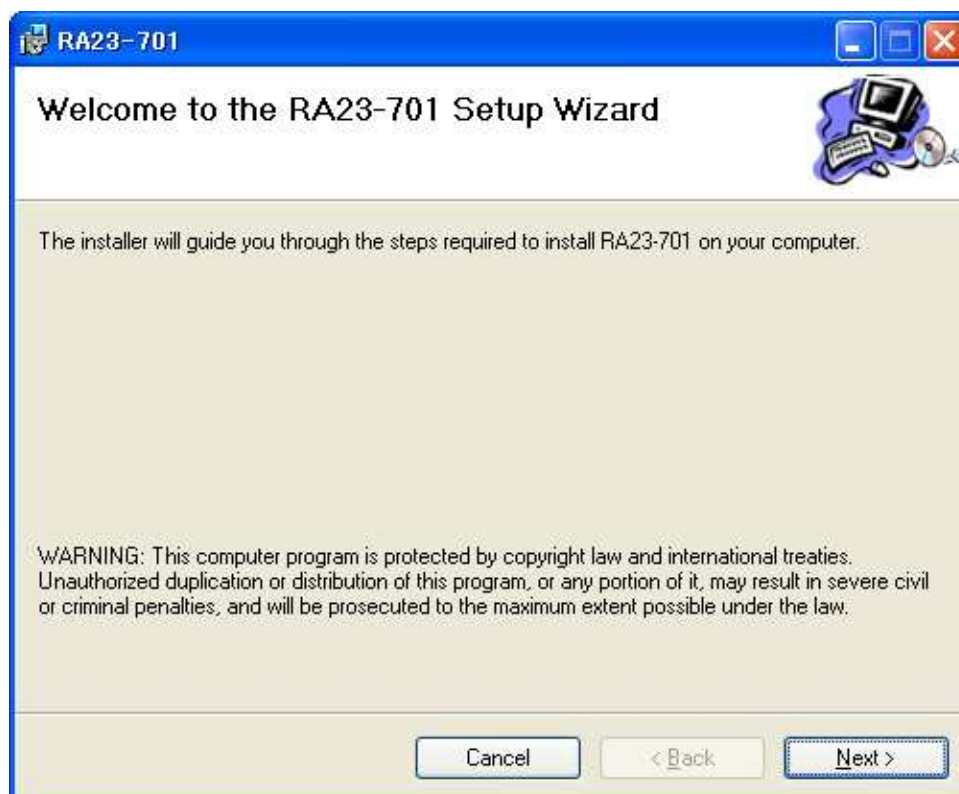 RA23-701
Welcome to the RA23-701 Setup Wizard
The installer will guide you through the steps required to install RA23-701 on your computer.
WARNING: This computer program is protected by copyright law and international treaties.
Unauthorized duplication or distribution of this program, or any portion of it, may result in severe civil
or criminal penalties, and will be prosecuted to the maximum extent possible under the law.
Cancel < Back Next >